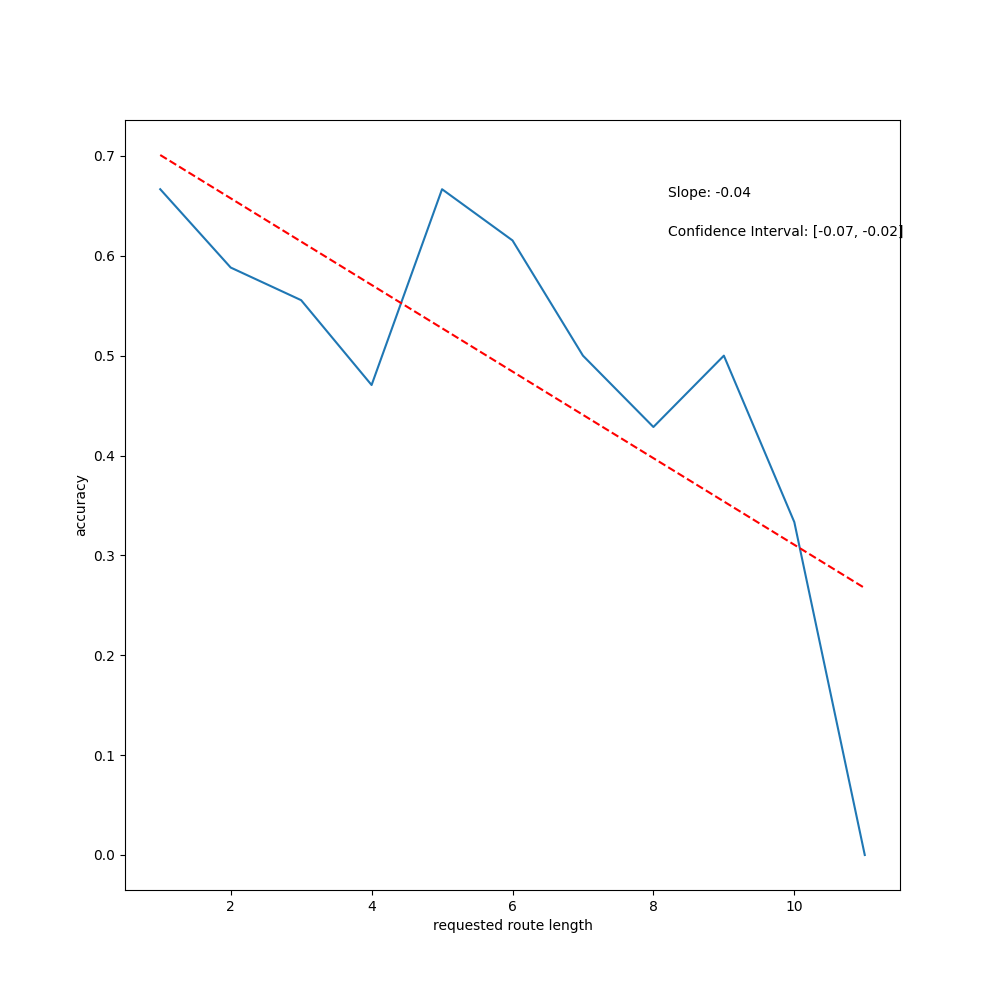 0.7
0.6
0.5
0.4
0.3
0.2
0.1
0.0
accuracy
Slope: -0.04
Confidence Interval: [-0.07, -0.02]
2 4 6 8 10
requested route length